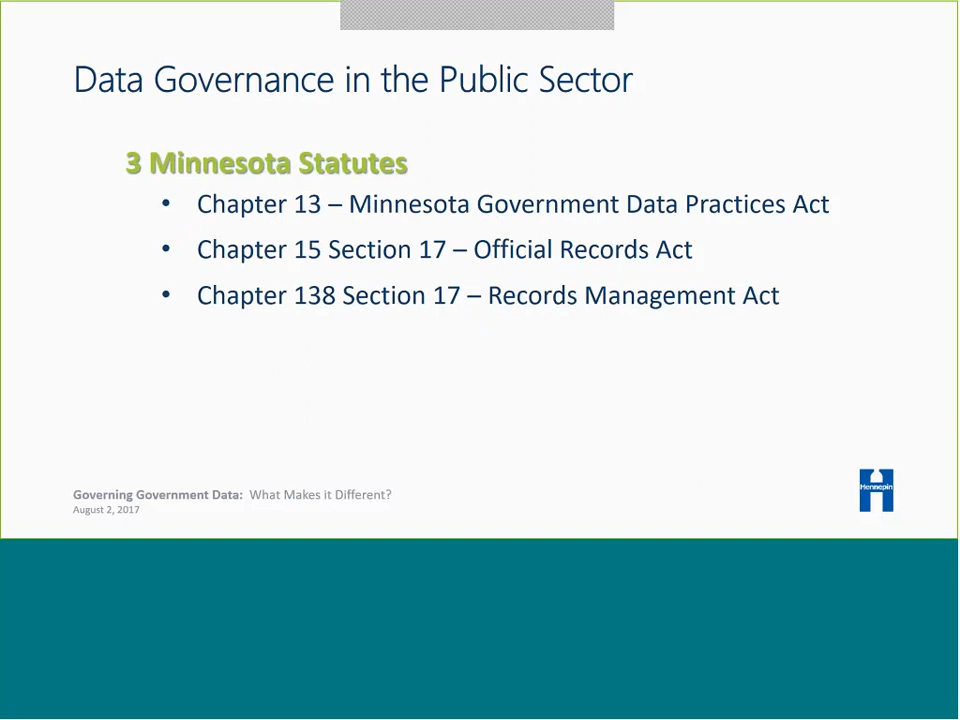 Data Governance in the Public Sector
3 Minnesota Statutes
• Chapter 13 – Minnesota Government Data Practices Act
• Chapter 15 Section 17 – Official Records Act
• Chapter 138 Section 17 – Records Management Act
Governing Government Data: What Makes it Different?
August 2, 2017
Hennepin